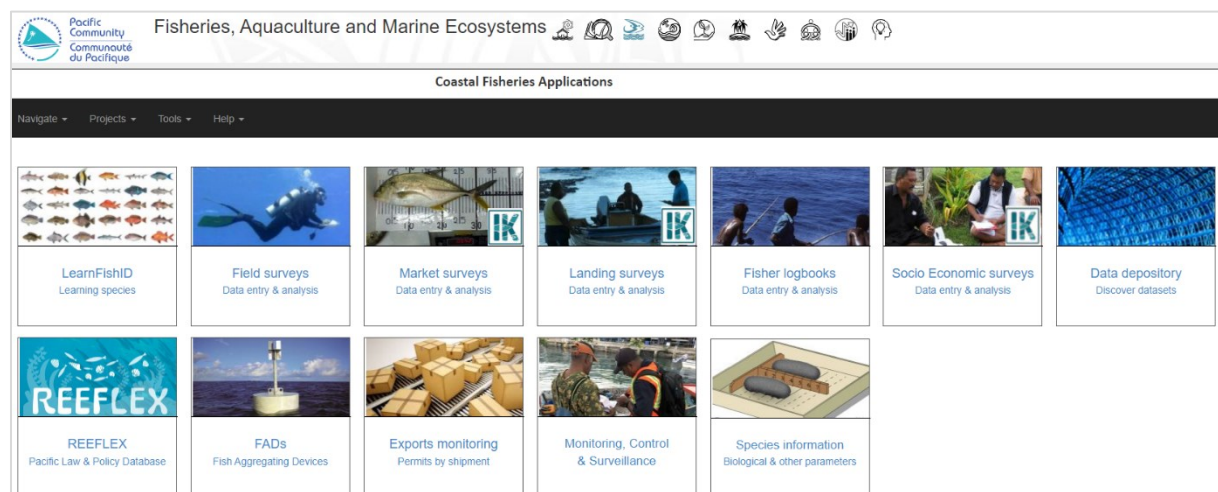 Pacific
Community
Communauté
du Pacifique
Fisheries, Aquaculture and Marine Ecosystems
Coastal Fisheries Applications
Navigate
Projects
Tools
Help
LearnFishID
Learning species
Field surveys
Data entry & analysis
IK
Market surveys
Data entry & analysis
IK
Landing surveys
Data entry & analysis
Fisher logbooks
Data entry & analysis
IK
Socio Economic surveys
Data entry & analysis
Data depository
Discover datasets
REEFLEX
REEFLEX
Pacific Law & Policy Database
FADs
Fish Aggregating Devices
Exports monitoring
Permits by shipment
Monitoring, Control
& Surveillance
Species information
Biological & other parameters